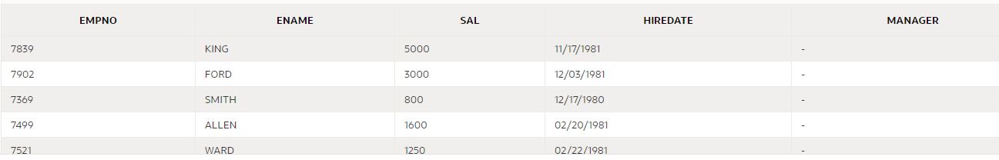 EMPNO ENAME SAL HIREDATE MANAGER
7839 KING 5000 11/17/1981 -
7902 FORD 3000 12/03/1981 -
7369 SMITH 800 12/17/1980 -
7499 ALLEN 1600 02/20/1981 -
7521 WARD 1250 02/22/1981 -